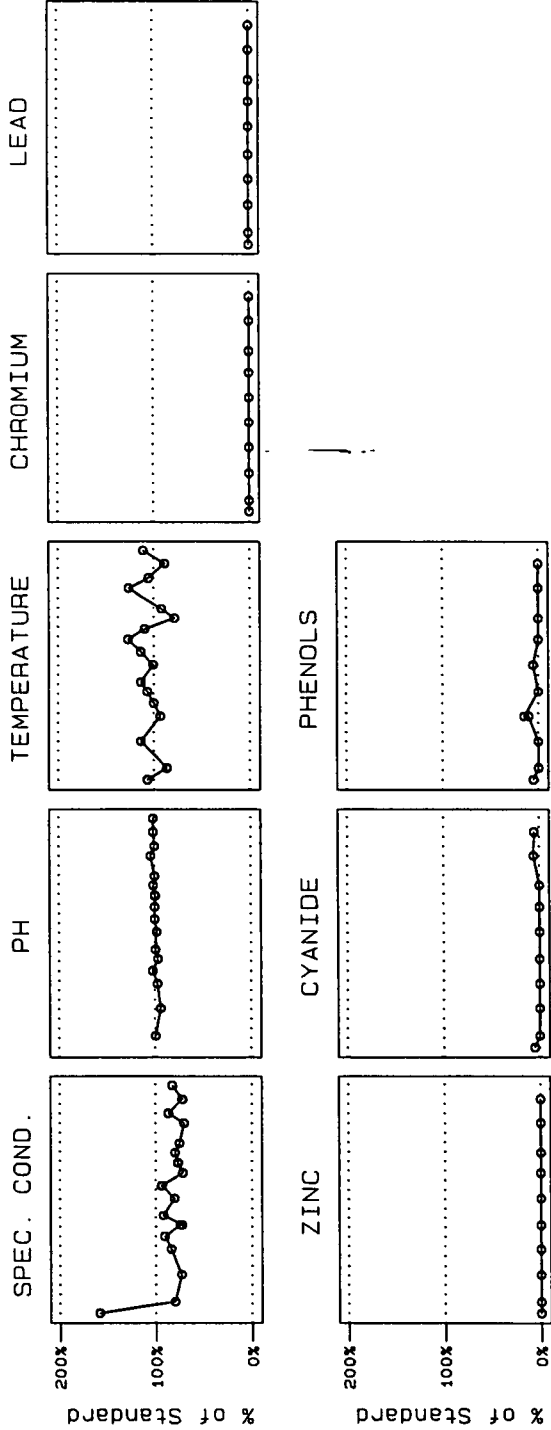 SPEC. COND.
PH
TEMPERATURE
CHROMIUM
LEAD
200%
100%
0%
% of Standard
ZINC
CYANIDE
PHENOLS
200%
100%
0%
% of Standard